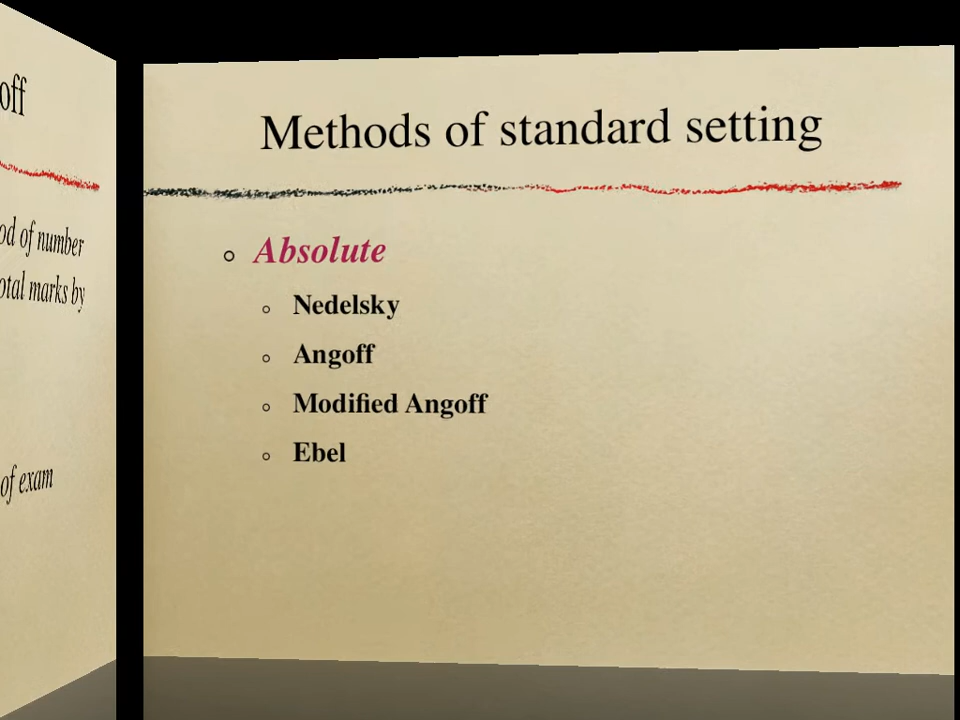 off
od of number
otal marks by
of exam
Methods of standard setting
Absolute
Nedelsky
Angoff
Modified Angoff
Ebel